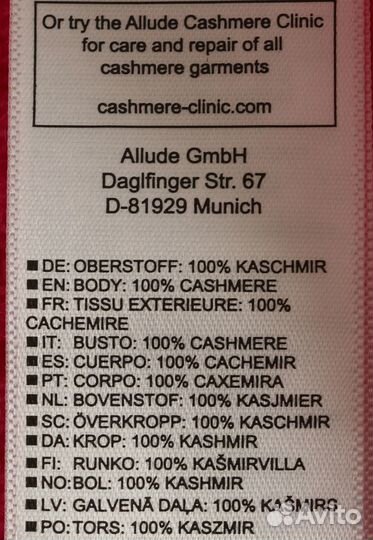 Or try the Allude Cashmere Clinic
for care and repair of all
cashmere garments
cashmere-clinic.com
Allude GmbH
Daglfinger Str. 67
D-81929 Munich
■ DE: OBERSTOFF: 100% KASCHMIR
■ EN: BODY: 100% CASHMERE
■ FR: TISSU EXTERIEURE: 100%
CACHEMIRE
■ IT: BUSTO: 100% CASHMERE
■ ES: CUERPO: 100% CACHEMIR
■ PT: CORPO: 100% CAXEMIRA
■ NL: BOVENSTOF: 100% KASJMIER
■ SC: ÖVERKROPP: 100% KASCHMIR
■ DA: KROP: 100% KASHMIR
■ FI: RUNKO: 100% KAŠMIRVILLA
■ NO: BOL: 100% KASHMIR
■ LV: GALVENĀ DAĻA: 100% KAŠMIRS
■ PO: TORS: 100% KASZMIR
Avito